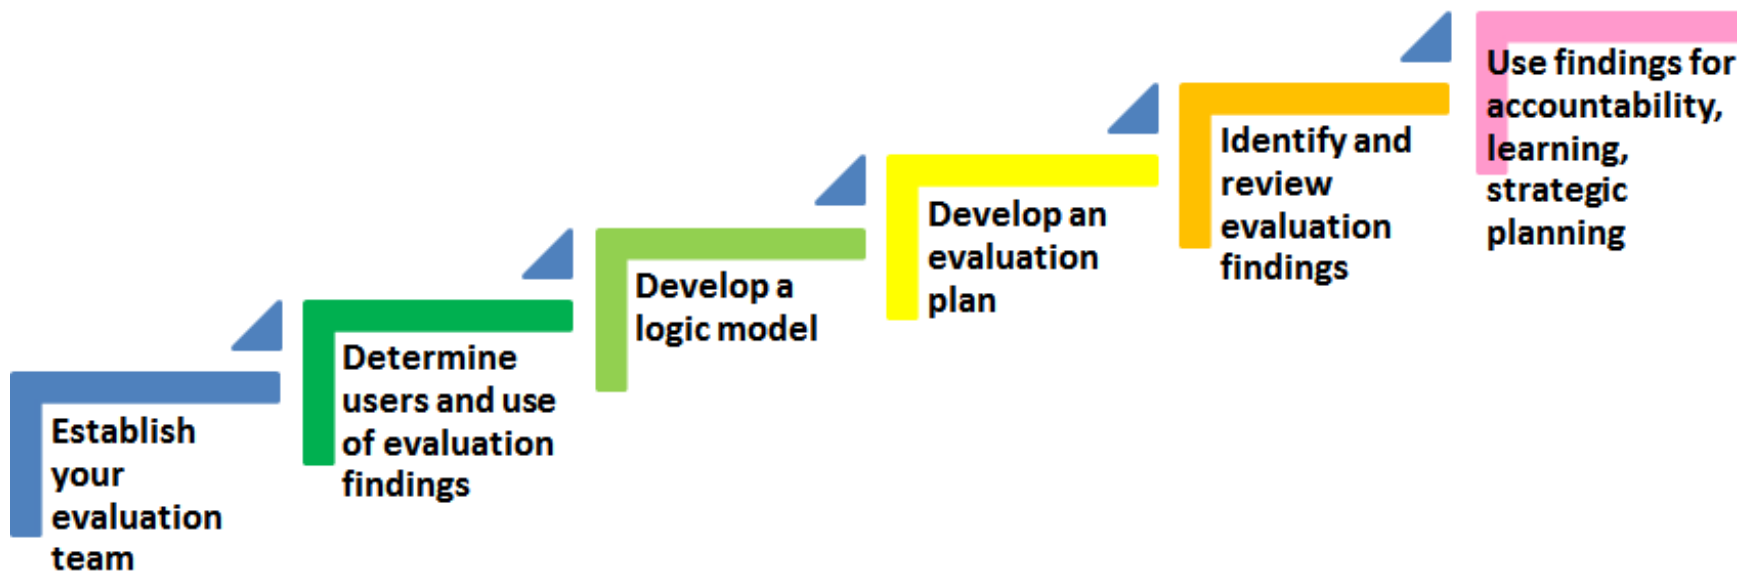 Establish
your
evaluation
team
Determine
users and use
of evaluation
findings
Develop a
logic model
Develop an
evaluation
plan
Identify and
review
evaluation
findings
Use findings for
accountability,
learning,
strategic
planning